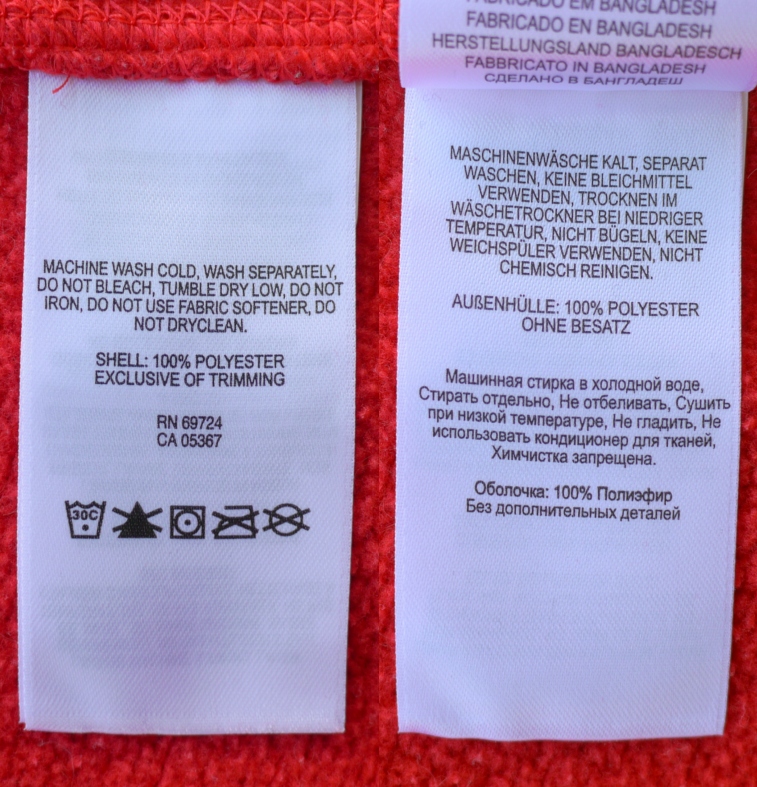 MACHINE WASH COLD, WASH SEPARATELY,
DO NOT BLEACH, TUMBLE DRY LOW, DO NOT
IRON, DO NOT USE FABRIC SOFTENER, DO
NOT DRYCLEAN.
SHELL: 100% POLYESTER
EXCLUSIVE OF TRIMMING
RN 69724
CA 05367
30C
FABRICADO EM BANGLADESH
FABRICADO EN BANGLADESH
HERSTELLUNGSLAND BANGLADESCH
FABBRICATO IN BANGLADESH
СДЕЛАНО В БАНГЛАДЕШ
MASCHINENWÄSCHE KALT, SEPARAT
WASCHEN, KEINE BLEICHMITTEL
VERWENDEN, TROCKNEN IM
WÄSCHETROCKNER BEI NIEDRIGER
TEMPERATUR, NICHT BÜGELN, KEINE
WEICHSPÜLER VERWENDEN, NICHT
CHEMISCH REINIGEN.
AUßENHÜLLE: 100% POLYESTER
OHNE BESATZ
Машинная стирка в холодной воде,
Стирать отдельно, Не отбеливать, Сушить
при низкой температуре, Не гладить, Не
использовать кондиционер для тканей,
Химчистка запрещена.
Оболочка: 100% Полиэфир
Без дополнительных деталей